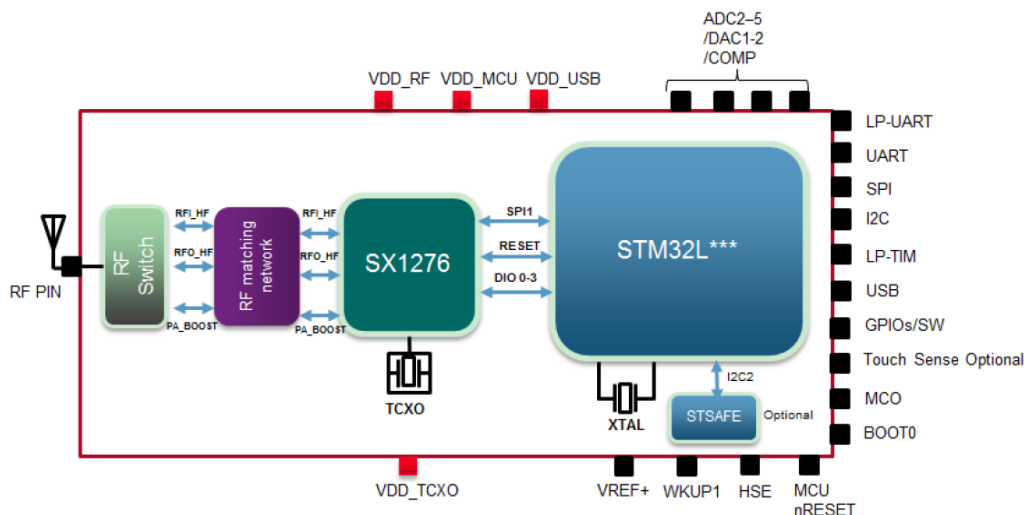 ADC2–5
/DAC1-2
/COMP
VDD_RF
VDD_MCU
VDD_USB
LP-UART
UART
SPI
I2C
LP-TIM
USB
GPIOs/SW
Touch Sense Optional
MCO
BOOT0
RF PIN
RF
Switch
RFI_HF
RFO_HF
PA_BOOST
RF matching
network
RFI_HF
RFO_HF
PA_BOOST
SX1276
TCXO
SPI1
RESET
DIO 0-3
STM32L***
XTAL
I2C2
STSAFE
Optional
VDD_TCXO
VREF+
WKUP1
HSE
MCU
nRESET